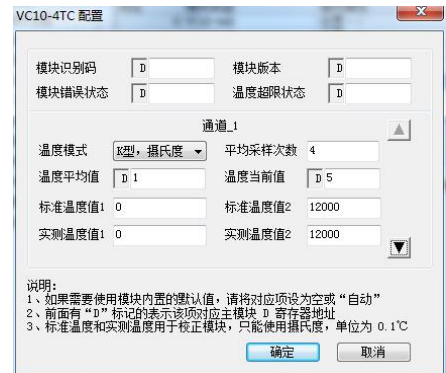 VC10-4TC 配置
模块识别码 D 模块版本 D
模块错误状态 D 温度超限状态 D
通道_1
温度模式 K型，摄氏度 平均采样次数 4
温度平均值 D 1 温度当前值 D 5
标准温度值1 0 标准温度值2 12000
实测温度值1 0 实测温度值2 12000
说明:
1、如果需要使用模块内置的默认值，请将对应项设为空或“自动”
2、前面有“D”标记的表示该项对应主模块 D 寄存器地址
3、标准温度和实测温度用于校正模块，只能使用摄氏度，单位为 0.1℃
确定 取消